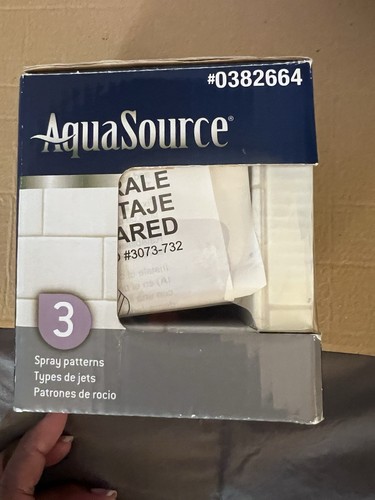 #0382664
AquaSource®
RALE
TAJE
ARED
#3073-732
3
Spray patterns
Types de jets
Patrones de rocio